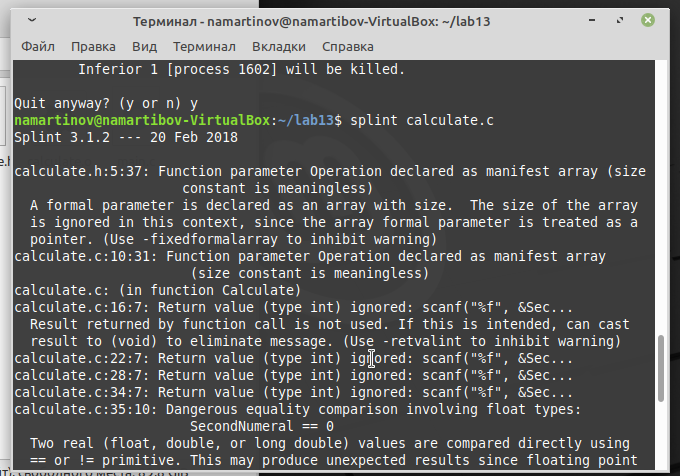 Терминал - namartinov@namartibov-VirtualBox: ~/lab13
Файл Правка Вид Терминал Вкладки Справка
Inferior 1 [process 1602] will be killed.
Quit anyway? (y or n) y
namartinov@namartibov-VirtualBox:~/lab13$ splint calculate.c
Splint 3.1.2 --- 20 Feb 2018
calculate.h:5:37: Function parameter Operation declared as manifest array (size
constant is meaningless)
A formal parameter is declared as an array with size. The size of the array
is ignored in this context, since the array formal parameter is treated as a
pointer. (Use -fixedformalarray to inhibit warning)
calculate.c:10:31: Function parameter Operation declared as manifest array
(size constant is meaningless)
calculate.c: (in function Calculate)
calculate.c:16:7: Return value (type int) ignored: scanf("%f", &Sec...
Result returned by function call is not used. If this is intended, can cast
result to (void) to eliminate message. (Use -retvalint to inhibit warning)
calculate.c:22:7: Return value (type int) ignored: scanf("%f", &Sec...
calculate.c:28:7: Return value (type int) ignored: scanf("%f", &Sec...
calculate.c:34:7: Return value (type int) ignored: scanf("%f", &Sec...
calculate.c:35:10: Dangerous equality comparison involving float types:
SecondNumeral == 0
Two real (float, double, or long double) values are compared directly using
== or != primitive. This may produce unexpected results since floating point